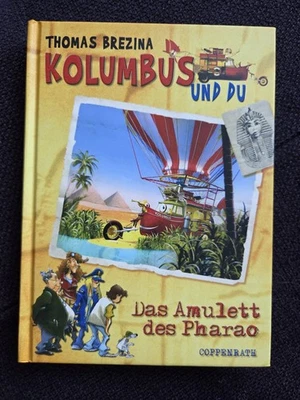 THOMAS BREZINA
KOLUMBUS
UND DU
Das Amulett
des Pharao
COPPENRATH